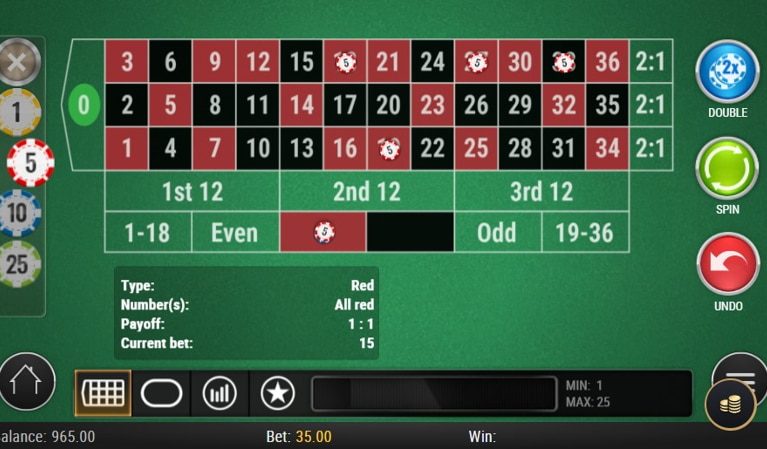 3 6 9 12 15 5 21 24 5 30 5 36 2:1
1
0 2 5 8 11 14 17 20 23 26 29 32 35 2:1
2x
DOUBLE
5
1 4 7 10 13 16 5 22 25 28 31 34 2:1
1st 12 2nd 12 3rd 12
10
SPIN
1-18 Even 5 Odd 19-36
25
Type: Red
Number(s): All red
Payoff: 1 : 1
Current bet: 15
UNDO
MIN: 1
MAX: 25
alance: 965.00 Bet: 35.00 Win: